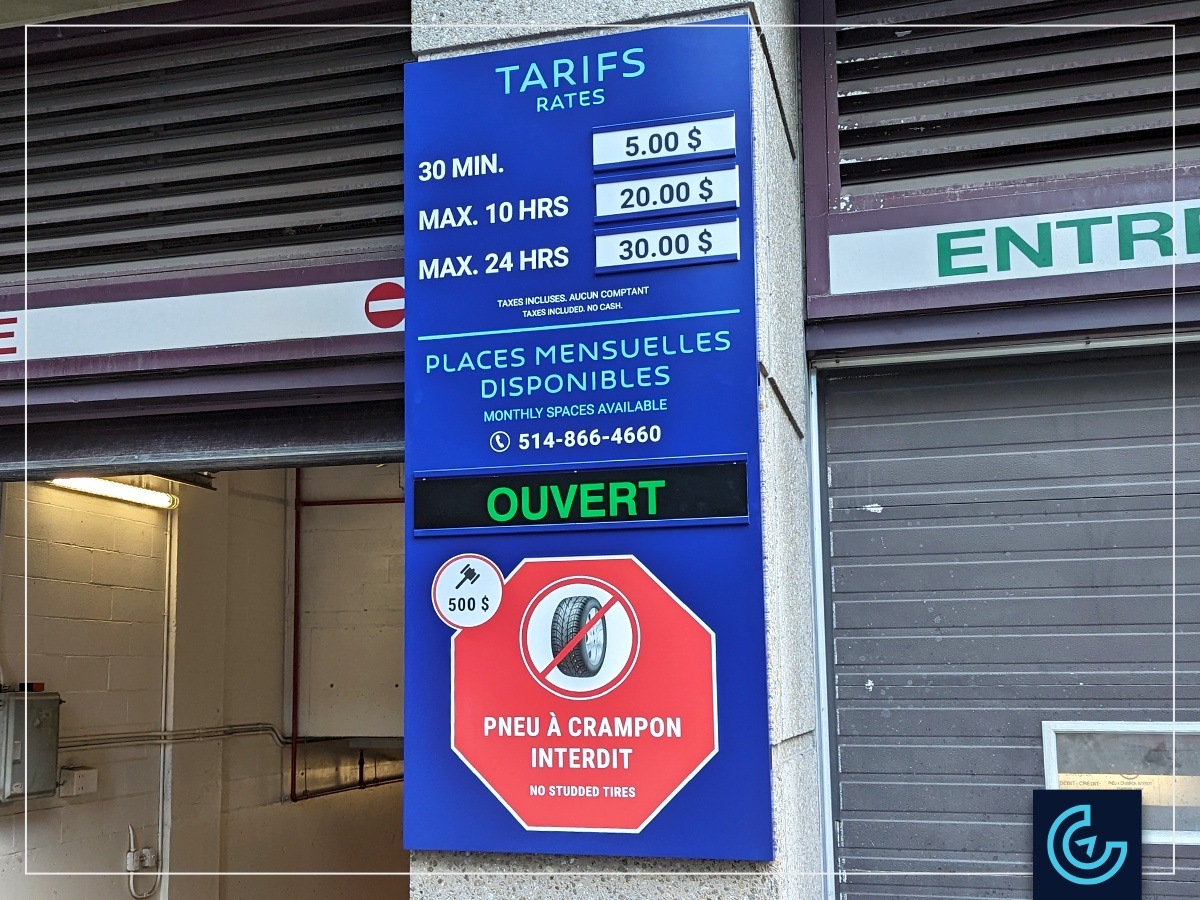 TARIFS
RATES
30 MIN. 5.00 $
MAX. 10 HRS 20.00 $
MAX. 24 HRS 30.00 $
TAXES INCLUSES. AUCUN COMPTANT
TAXES INCLUDED. NO CASH.
PLACES MENSUELLES
DISPONIBLES
MONTHLY SPACES AVAILABLE
514-866-4660
OUVERT
500 $
PNEU À CRAMPON
INTERDIT
NO STUDDED TIRES
E
ENTR